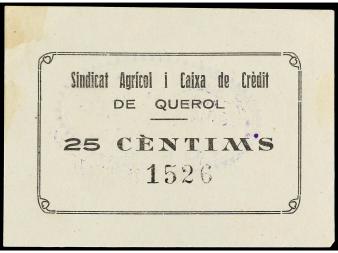 Sindicat Agrícol i Caixa de Crèdit
DE QUEROL
25 CÈNTIMS
1526